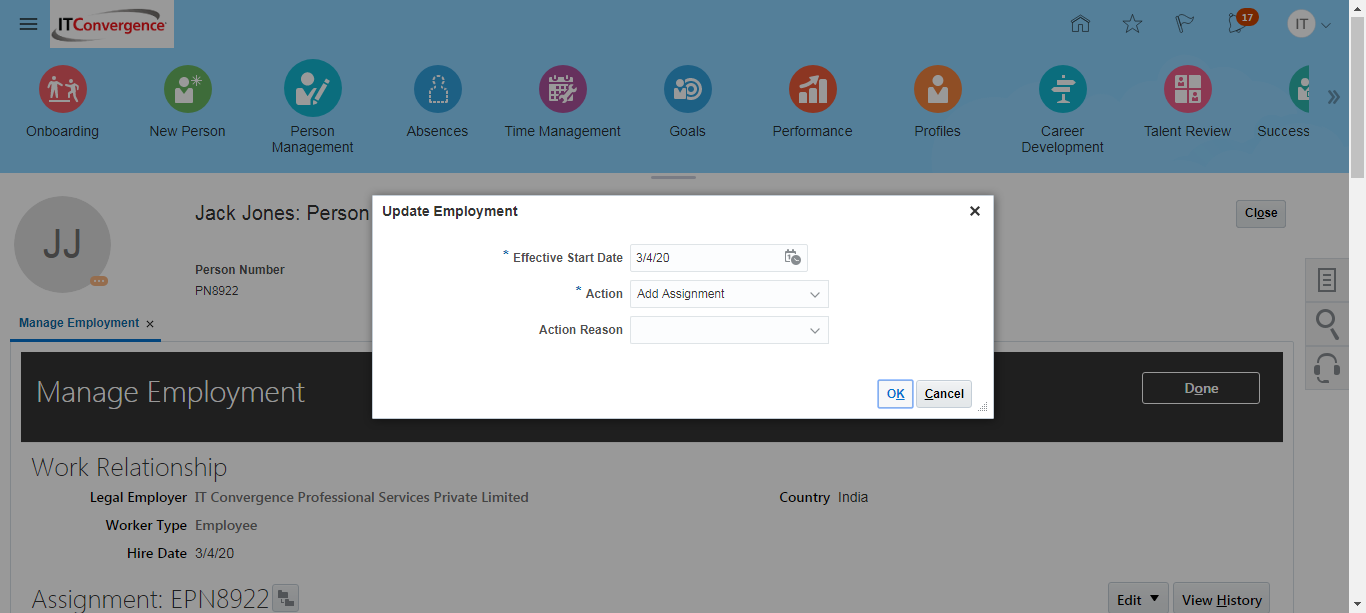 ITConvergence
17
IT
Onboarding
New Person
Person
Management
Absences
Time Management
Goals
Performance
Profiles
Career
Development
Talent Review
Success
Jack Jones: Person
Close
JJ
Person Number
PN8922
Manage Employment
Update Employment
* Effective Start Date 3/4/20
* Action Add Assignment
Action Reason
OK Cancel
Manage Employment
Done
Work Relationship
Legal Employer IT Convergence Professional Services Private Limited
Country India
Worker Type Employee
Hire Date 3/4/20
Assignment: EPN8922
Edit View History